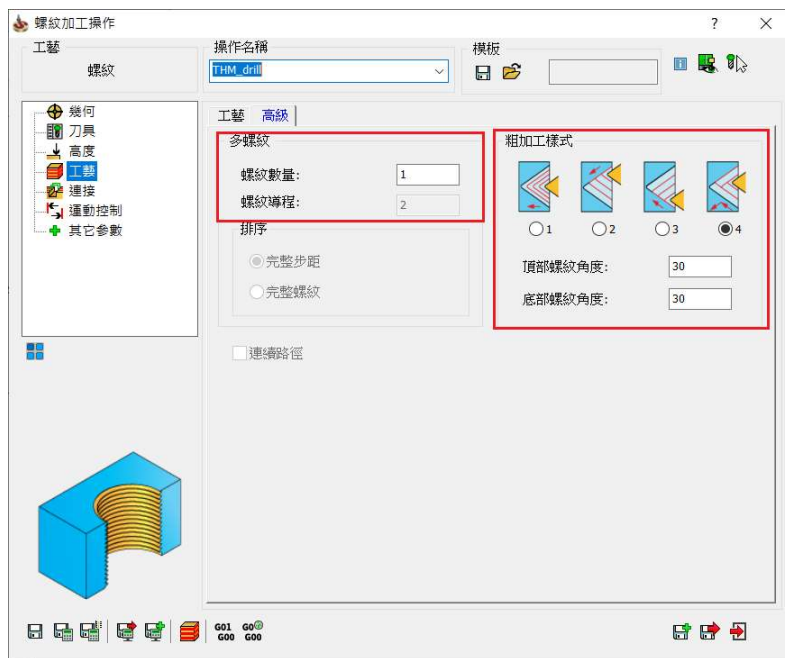 螺紋加工操作
?
工藝
螺紋
操作名稱
THM_drill
模板
幾何
刀具
高度
工藝
連接
運動控制
其它參數
工藝 高級
多螺紋
螺紋數量: 1
螺紋導程: 2
排序
完整步距
完整螺紋
連續路徑
粗加工樣式
1 2 3 4
頂部螺紋角度: 30
底部螺紋角度: 30
G01 G0
G00 G00